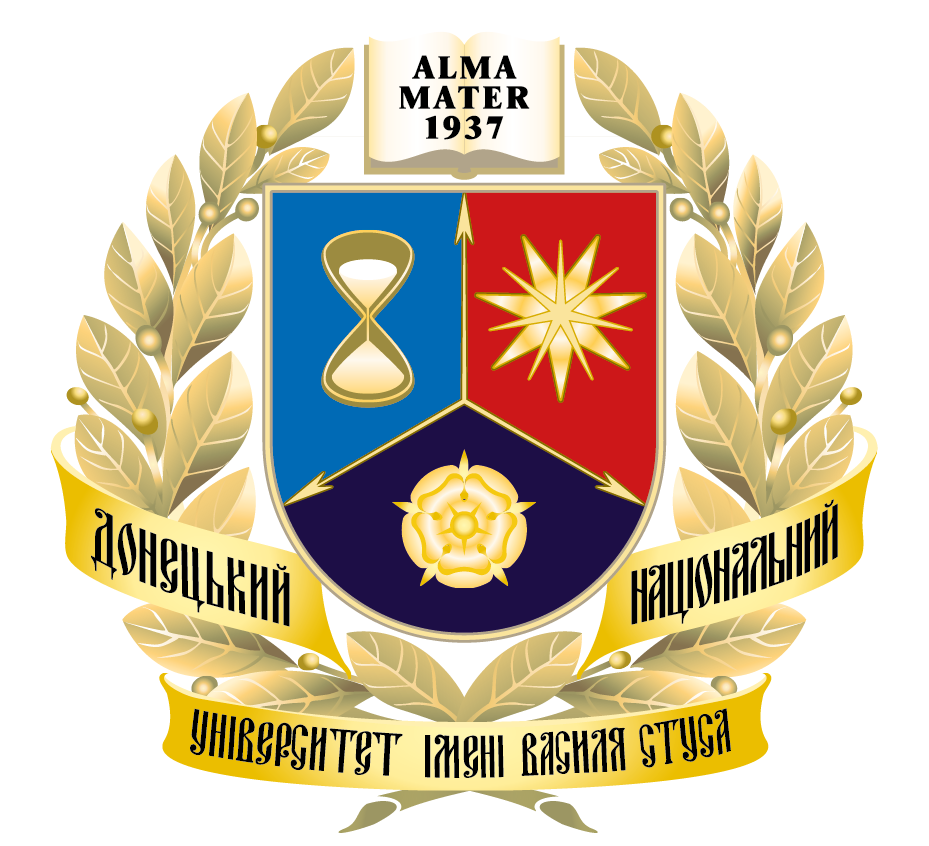 ALMA
MATER
1937
ДОНЕЦЬКИЙ
НАЦІОНАЛЬНИЙ
УНІВЕРСИТЕТ ІМЕНІ ВАСИЛЯ СТУСА